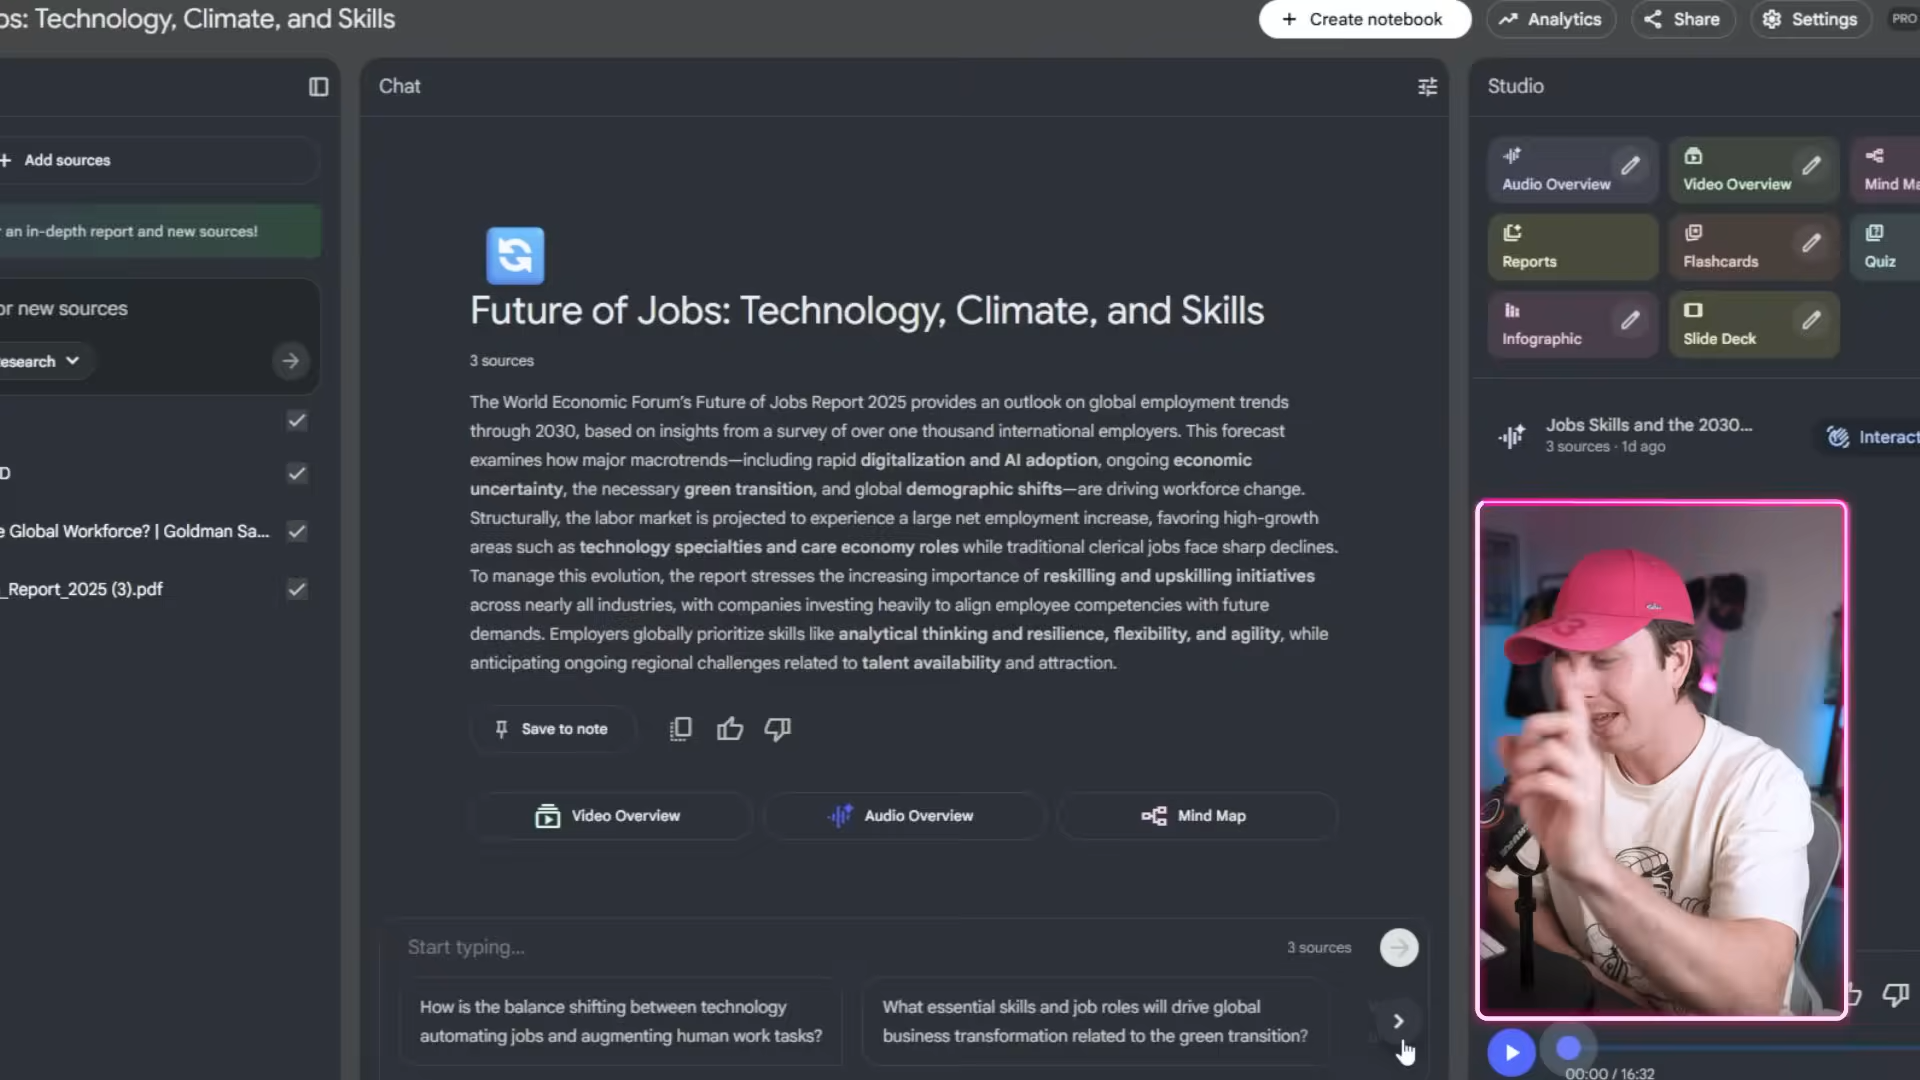 os: Technology, Climate, and Skills
Create notebook
Analytics
Share
Settings
PRO
Add sources
an in-depth report and new sources!
or new sources
esearch
D
e Global Workforce? | Goldman Sa...
_Report_2025 (3).pdf
Chat
Future of Jobs: Technology, Climate, and Skills
3 sources
The World Economic Forum's Future of Jobs Report 2025 provides an outlook on global employment trends
through 2030, based on insights from a survey of over one thousand international employers. This forecast
examines how major macrotrends—including rapid digitalization and AI adoption, ongoing economic
uncertainty, the necessary green transition, and global demographic shifts—are driving workforce change.
Structurally, the labor market is projected to experience a large net employment increase, favoring high-growth
areas such as technology specialties and care economy roles while traditional clerical jobs face sharp declines.
To manage this evolution, the report stresses the increasing importance of reskilling and upskilling initiatives
across nearly all industries, with companies investing heavily to align employee competencies with future
demands. Employers globally prioritize skills like analytical thinking and resilience, flexibility, and agility, while
anticipating ongoing regional challenges related to talent availability and attraction.
Save to note
Video Overview
Audio Overview
Mind Map
Start typing...
3 sources
How is the balance shifting between technology
automating jobs and augmenting human work tasks?
What essential skills and job roles will drive global
business transformation related to the green transition?
Studio
Audio Overview
Video Overview
Mind Ma
Reports
Flashcards
Quiz
Infographic
Slide Deck
Jobs Skills and the 2030...
3 sources · 1d ago
Interact
00:00 / 16:32